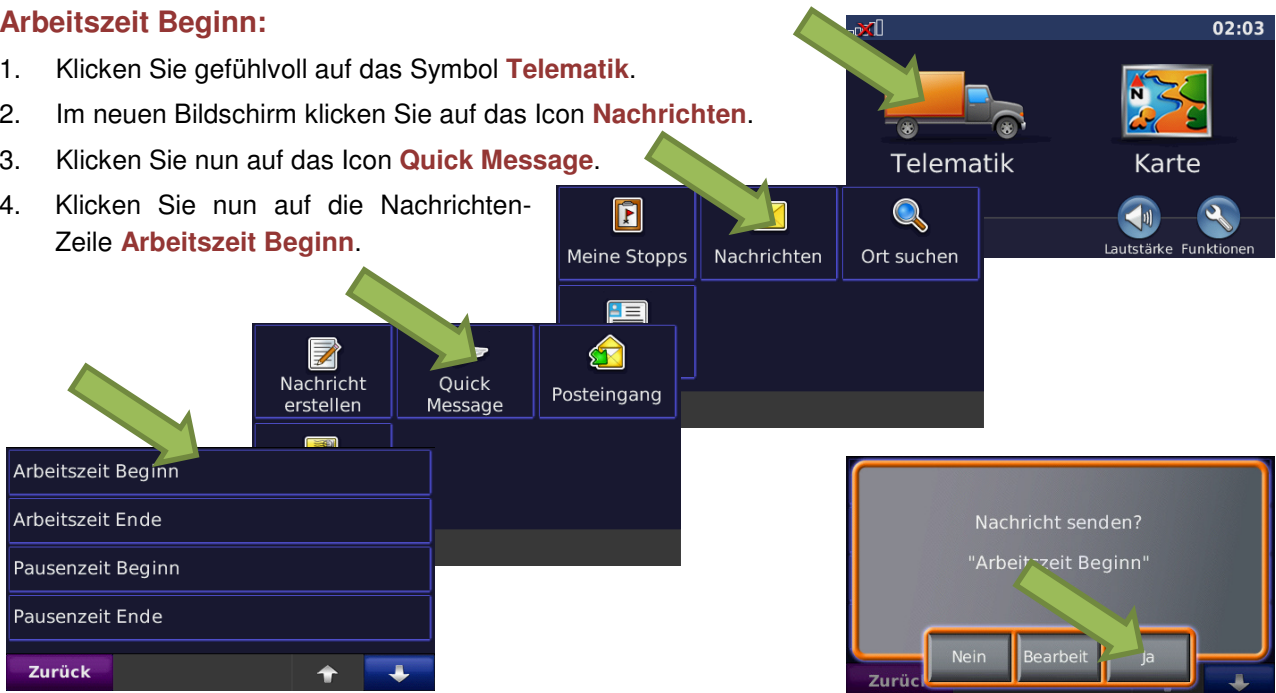 Arbeitszeit Beginn:
1. Klicken Sie gefühlvoll auf das Symbol Telematik.
2. Im neuen Bildschirm klicken Sie auf das Icon Nachrichten.
3. Klicken Sie nun auf das Icon Quick Message.
4. Klicken Sie nun auf die Nachrichten-
Zeile Arbeitszeit Beginn.
02:03
Telematik Karte
Lautstärke Funktionen
Meine Stopps Nachrichten Ort suchen
Nachricht
erstellen
Quick
Message
Posteingang
Arbeitszeit Beginn
Arbeitszeit Ende
Pausenzeit Beginn
Pausenzeit Ende
Zurück
Nachricht senden?
"Arbeitszeit Beginn"
Nein Bearbeit Ja
Zurüc